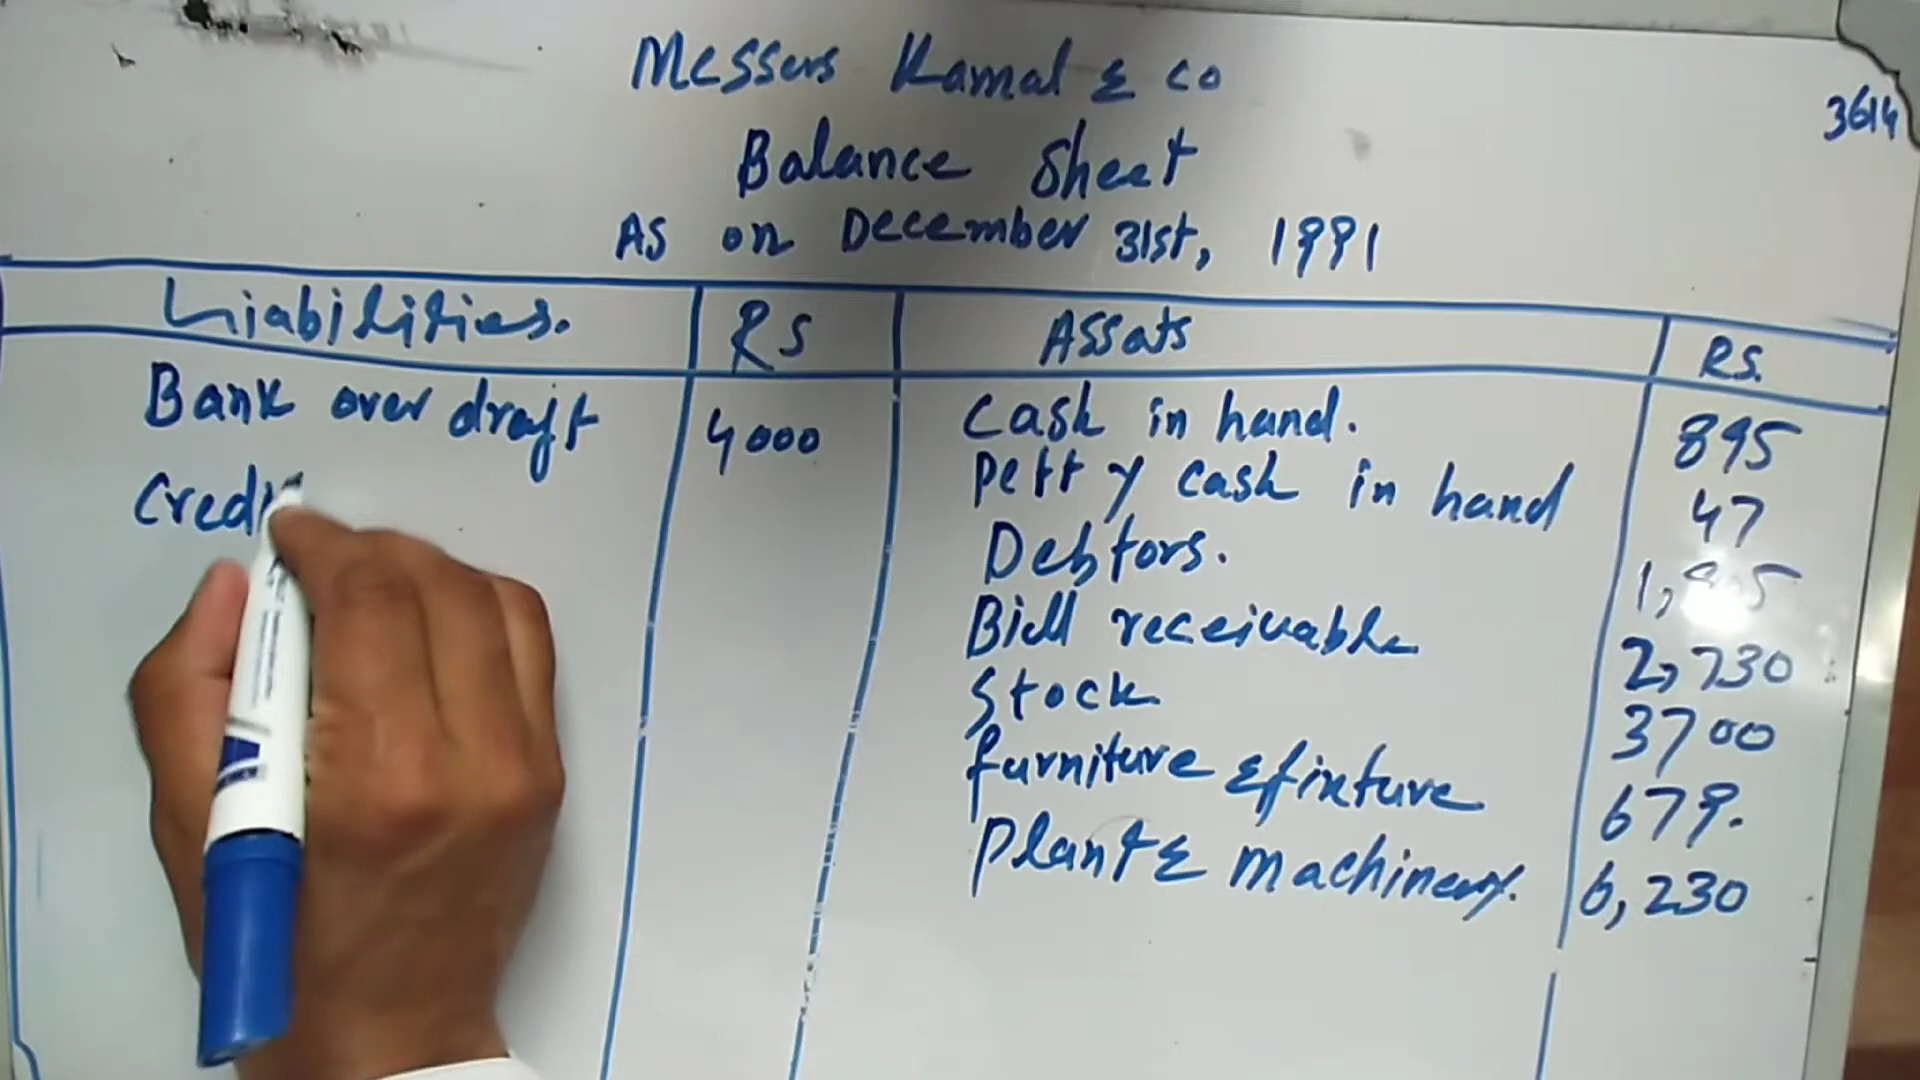 Messers Kamal & co
3614
Balance Sheet
As on December 31st, 1991
Liabilities. RS Assats RS.
Bank over draft 4000 Cash in hand. 895
Petty cash in hand 47
Debtors.
Bill receivable 2,730
Stock 3700
furniture & fixture 679.
Plant & Machinery. 6,230
Credi